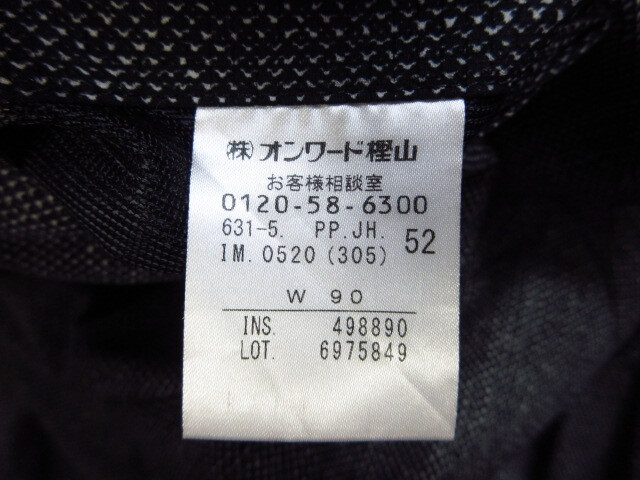 ㈱オンワード樫山
お客様相談室
0120-58-6300
631-5. PP.JH. 52
IM.0520 (305)
W 90
INS. 498890
LOT. 6975849